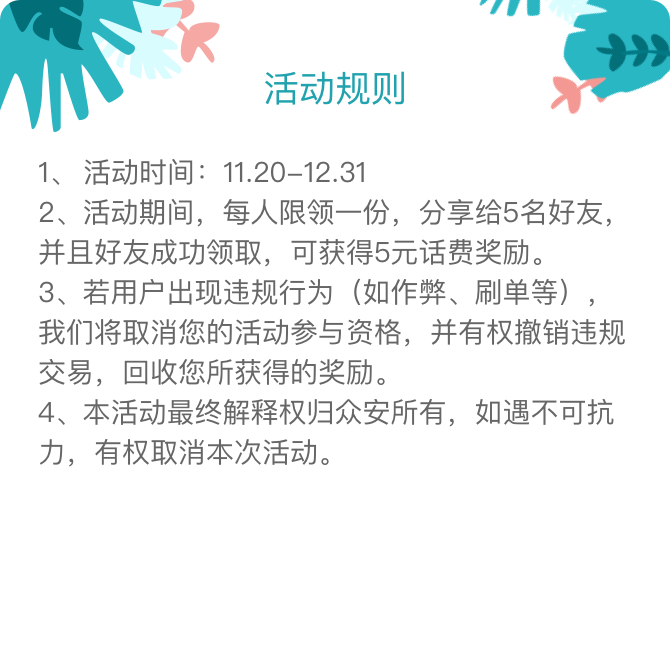 活动规则
1、 活动时间：11.20–12.31
2、活动期间，每人限领一份，分享给5名好友，
并且好友成功领取，可获得5元话费奖励。
3、若用户出现违规行为（如作弊、刷单等），
我们将取消您的活动参与资格，并有权撤销违规
交易，回收您所获得的奖励。
4、本活动最终解释权归众安所有，如遇不可抗
力，有权取消本次活动。